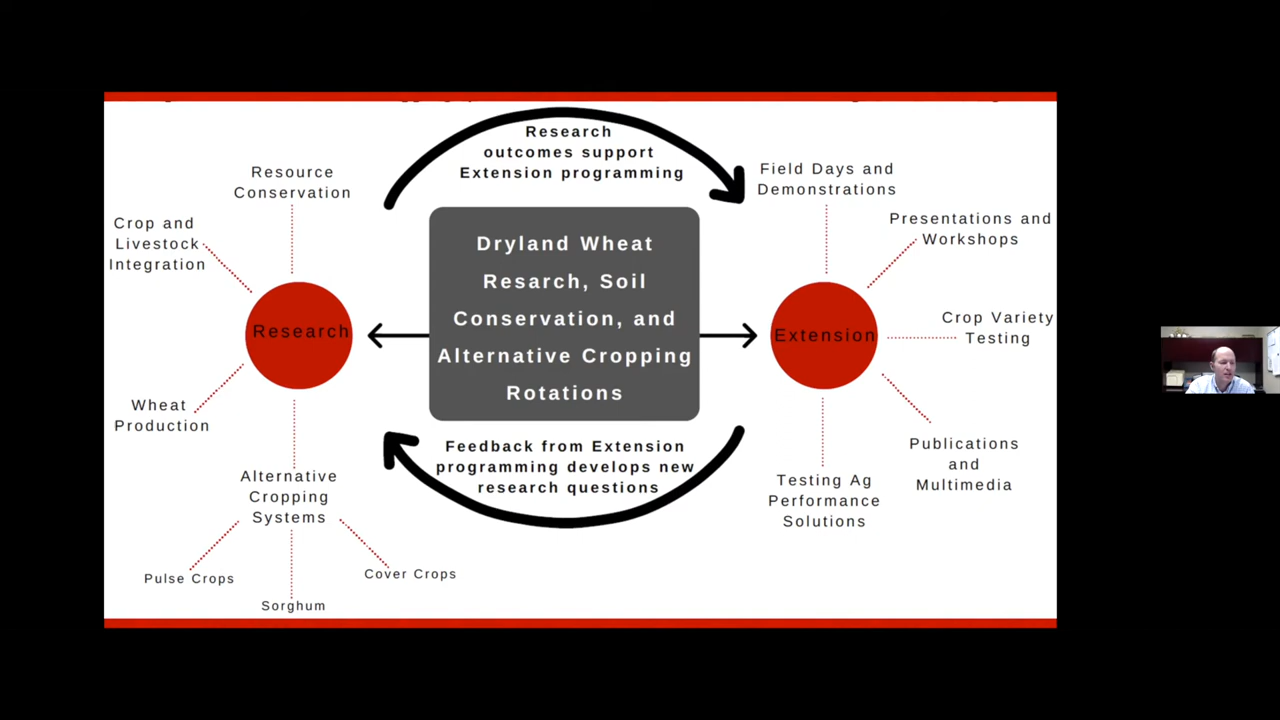 Research
outcomes support
Extension programming
Resource
Conservation
Crop and
Livestock
Integration
Research
Wheat
Production
Alternative
Cropping
Systems
Pulse Crops
Sorghum
Cover Crops
Dryland Wheat
Resarch, Soil
Conservation, and
Alternative Cropping
Rotations
Field Days and
Demonstrations
Presentations and
Workshops
Extension
Crop Variety
Testing
Publications
and
Multimedia
Testing Ag
Performance
Solutions
Feedback from Extension
programming develops new
research questions